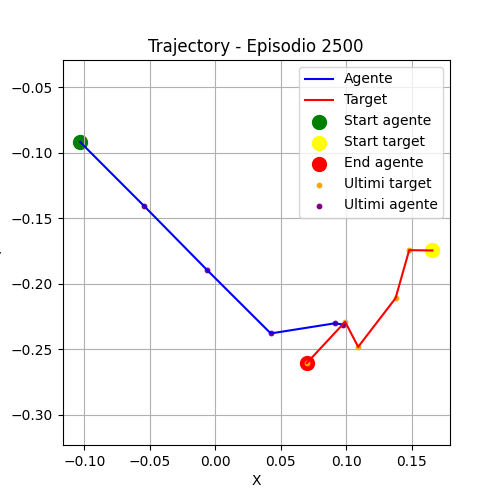 Trajectory - Episodio 2500
Agente
Target
Start agente
Start target
End agente
Ultimi target
Ultimi agente
−0.05
−0.10
−0.15
−0.20
−0.25
−0.30
−0.10
−0.05
0.00
0.05
0.10
0.15
X